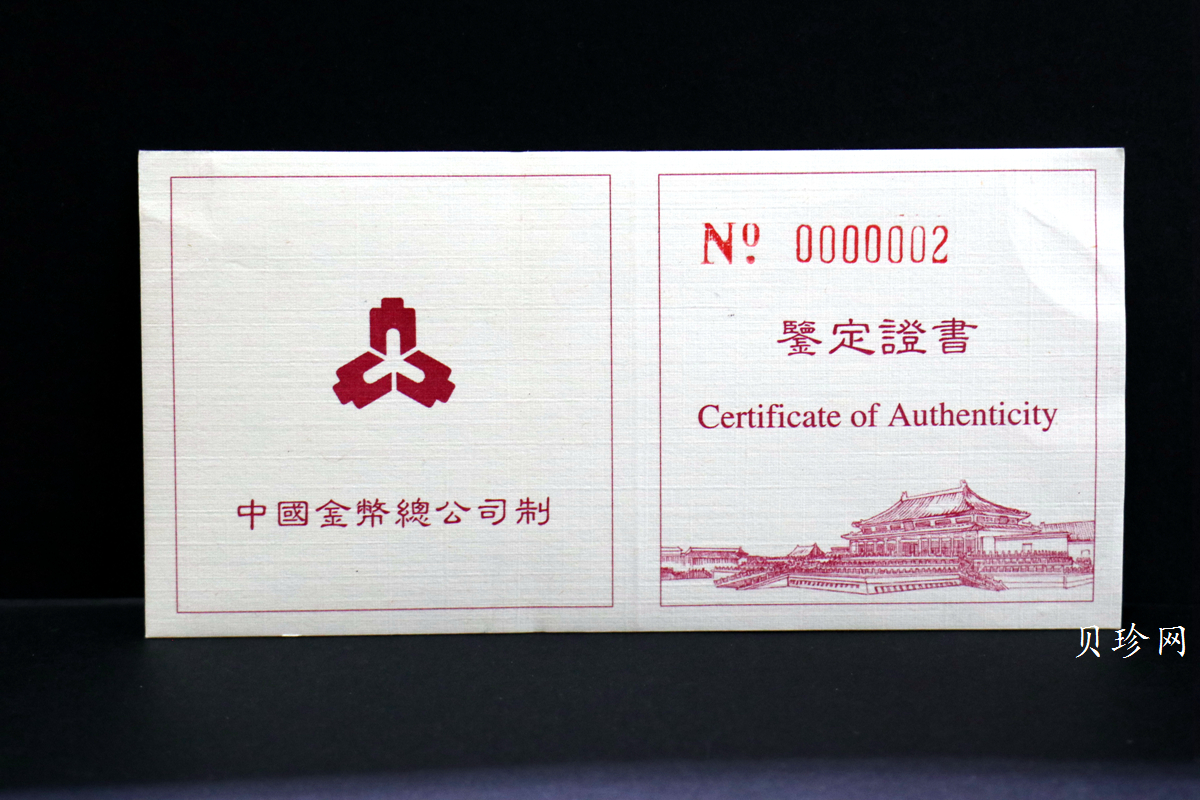 中國金幣總公司制
Nº 0000002
鑒定證書
Certificate of Authenticity
贝珍网